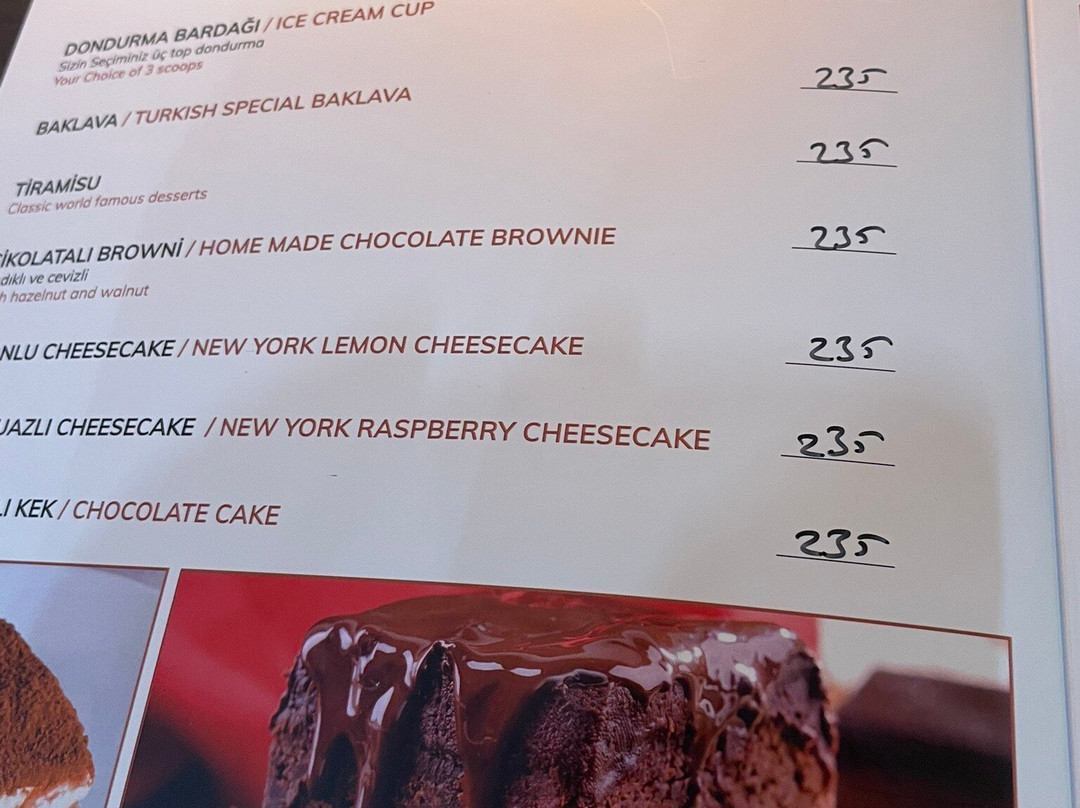 DONDURMA BARDAĞI / ICE CREAM CUP
Sizin Seçiminiz üç top dondurma
Your Choice of 3 scoops
BAKLAVA / TURKISH SPECIAL BAKLAVA 235
TİRAMİSU 235
Classic world famous desserts
İKOLATALI BROWNİ / HOME MADE CHOCOLATE BROWNIE 235
dıklı ve cevizli
h hazelnut and walnut
NLU CHEESECAKE / NEW YORK LEMON CHEESECAKE 235
UAZLI CHEESECAKE / NEW YORK RASPBERRY CHEESECAKE 235
LI KEK / CHOCOLATE CAKE 235